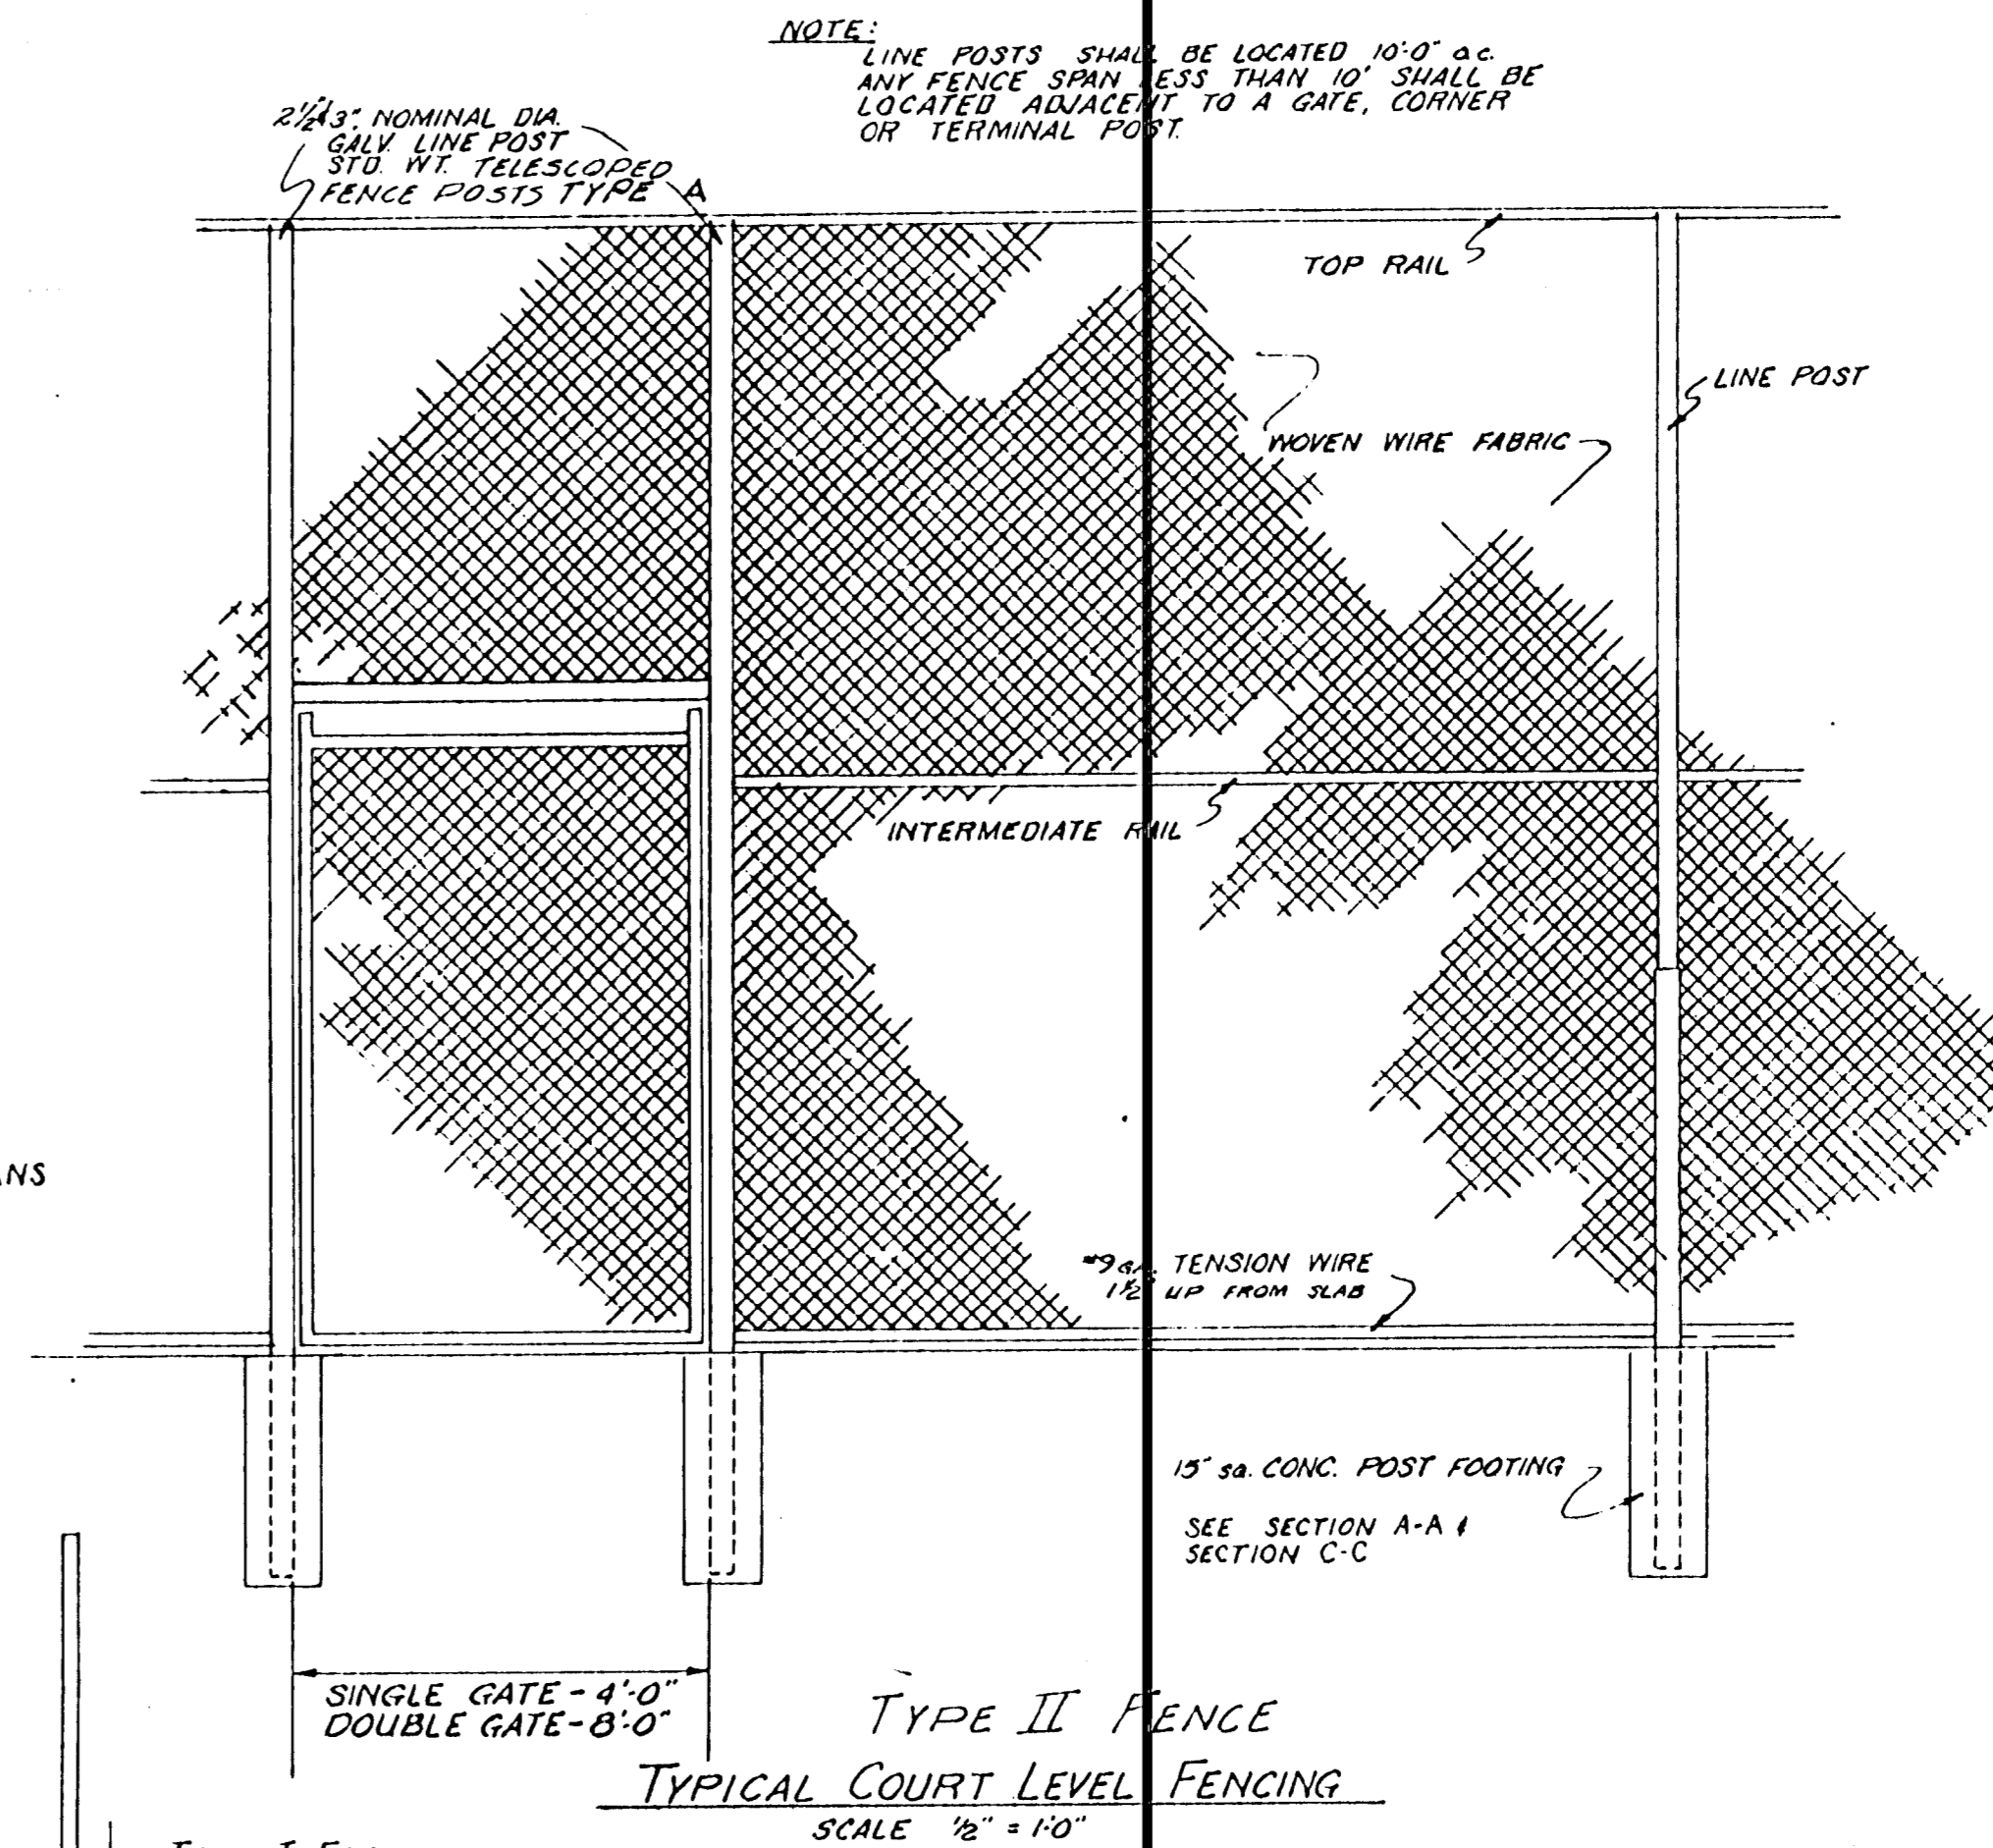 NOTE:
LINE POSTS SHALL BE LOCATED 10'-0" o.c.
ANY FENCE SPAN LESS THAN 10' SHALL BE
LOCATED ADJACENT TO A GATE, CORNER
OR TERMINAL POST.
2½"&3" NOMINAL DIA.
GALV. LINE POST
STD. WT. TELESCOPED
FENCE POSTS TYPE A
TOP RAIL
LINE POST
WOVEN WIRE FABRIC
INTERMEDIATE RAIL
ANS
#9 GA. TENSION WIRE
1½" UP FROM SLAB
15" SQ. CONC. POST FOOTING
SEE SECTION A-A &
SECTION C-C
SINGLE GATE - 4'-0"
DOUBLE GATE - 8'-0"
TYPE II FENCE
TYPICAL COURT LEVEL FENCING
SCALE ½" = 1'-0"